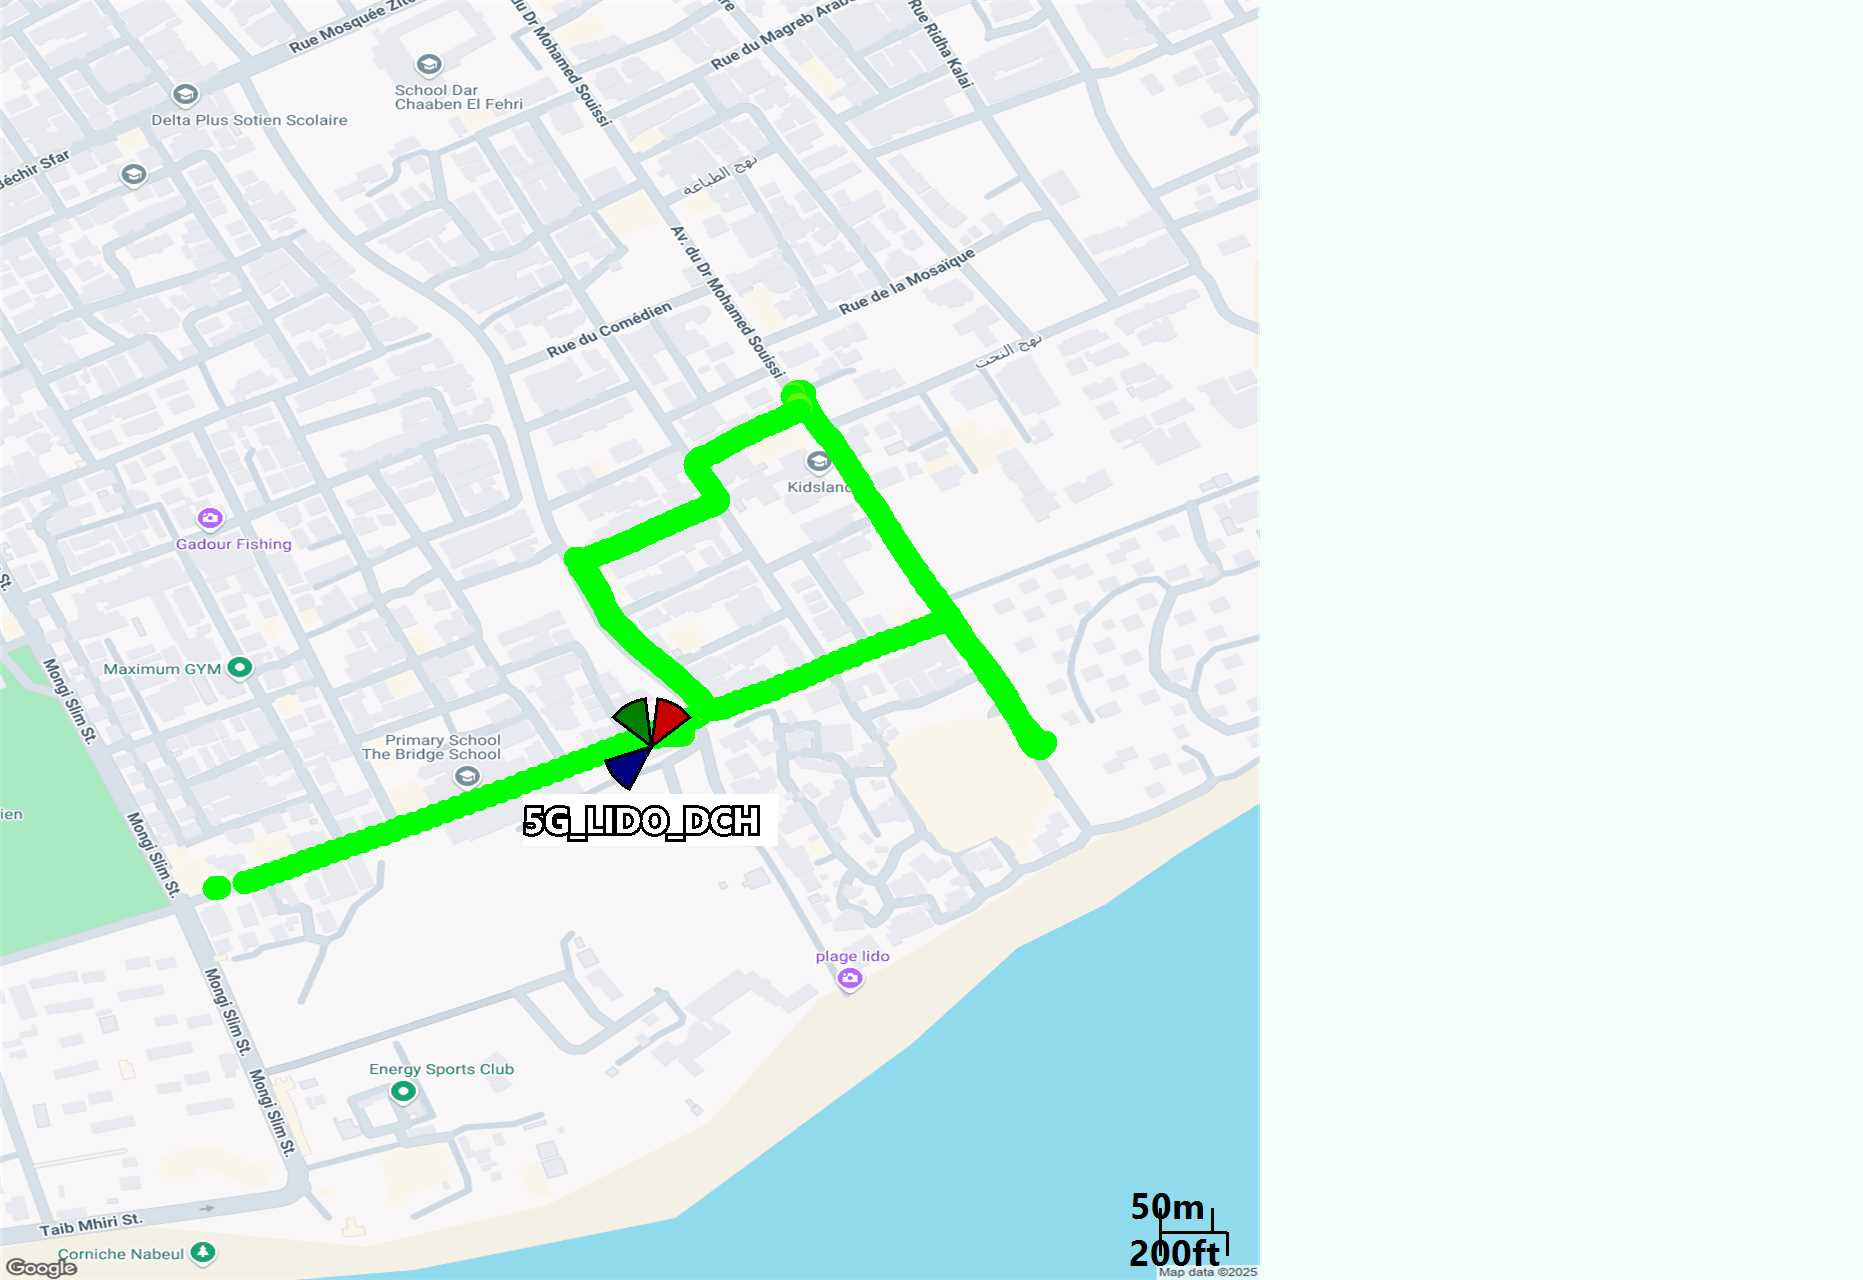 Rue Mosquée Zito
du Dr Mohamed Souissi
Rue du Magreb Arabe
Rue Ridha Kalai
School Dar
Chaaben El Fehri
Delta Plus Sotien Scolaire
Béchir Sfar
نهج الطباعة
Av. du Dr Mohamed Souissi
Rue de la Mosaïque
Rue du Comédien
نهج النحت
Kidsland
Gadour Fishing
St.
Maximum GYM
Mongi Slim St.
Primary School
The Bridge School
ien
Mongi Slim St.
5G_LIDO_DCH
plage lido
Mongi Slim St.
Energy Sports Club
Mongi Slim St.
Taib Mhiri St.
Corniche Nabeul
Google
50m
200ft
Map data ©2025